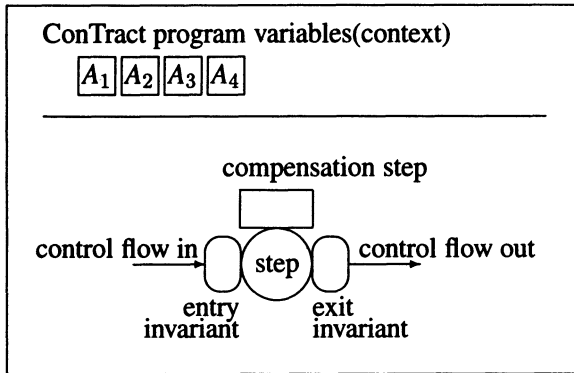 ConTract program variables(context)
A₁ A₂ A₃ A₄
compensation step
control flow in
step
control flow out
entry
invariant
exit
invariant